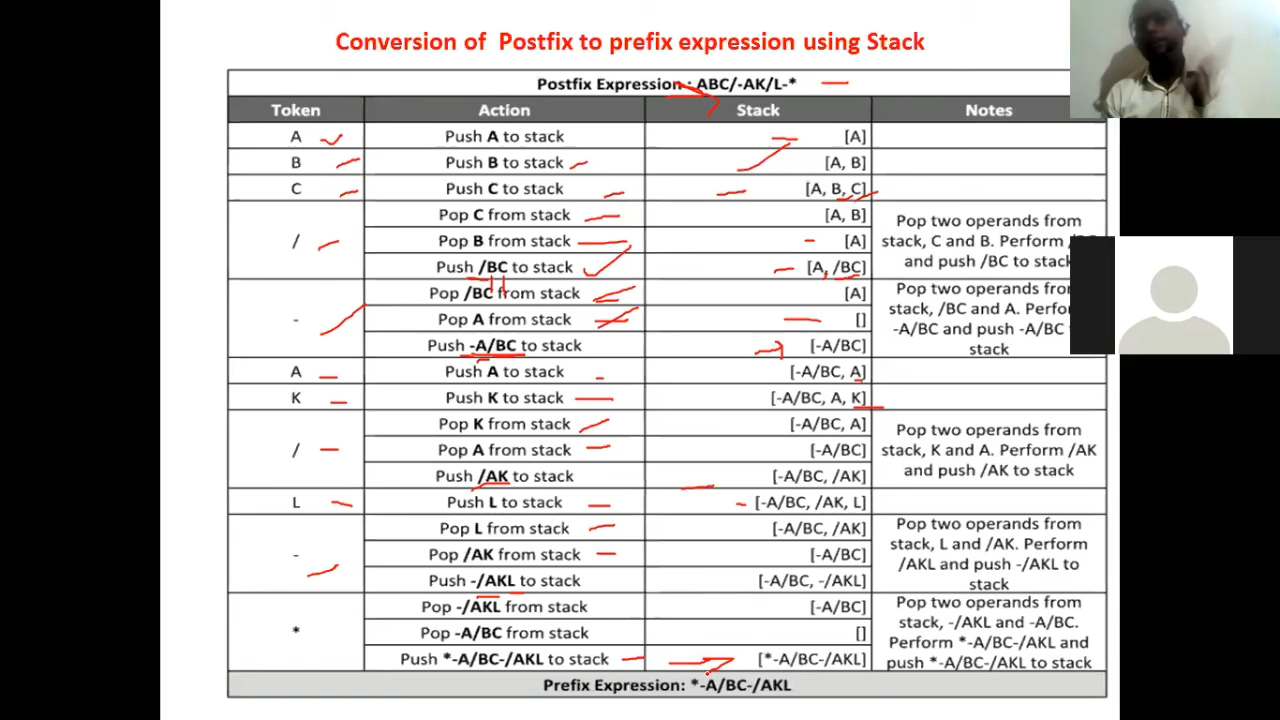 Conversion of Postfix to prefix expression using Stack
Postfix Expression : ABC/-AK/L-*
Token Action Stack Notes
A Push A to stack [A]
B Push B to stack [A, B]
C Push C to stack [A, B, C]
/ Pop C from stack [A, B]
Pop B from stack [A]
Push /BC to stack [A, /BC]
Pop two operands from
stack, C and B. Perform
and push /BC to stack
- Pop /BC from stack [A]
Pop A from stack []
Push -A/BC to stack [-A/BC]
Pop two operands from
stack, /BC and A.
-A/BC and push -A/BC
stack
A Push A to stack [-A/BC, A]
K Push K to stack [-A/BC, A, K]
/ Pop K from stack [-A/BC, A]
Pop A from stack [-A/BC]
Push /AK to stack [-A/BC, /AK]
Pop two operands from
stack, K and A. Perform /AK
and push /AK to stack
L Push L to stack [-A/BC, /AK, L]
- Pop L from stack [-A/BC, /AK]
Pop /AK from stack [-A/BC]
Push -/AKL to stack [-A/BC, -/AKL]
Pop two operands from
stack, L and /AK. Perform
/AKL and push -/AKL to
stack
* Pop -/AKL from stack [-A/BC]
Pop -A/BC from stack []
Push *-A/BC-/AKL to stack [*-A/BC-/AKL]
Pop two operands from
stack, -/AKL and -A/BC.
Perform *-A/BC-/AKL and
push *-A/BC-/AKL to stack
Prefix Expression: *-A/BC-/AKL